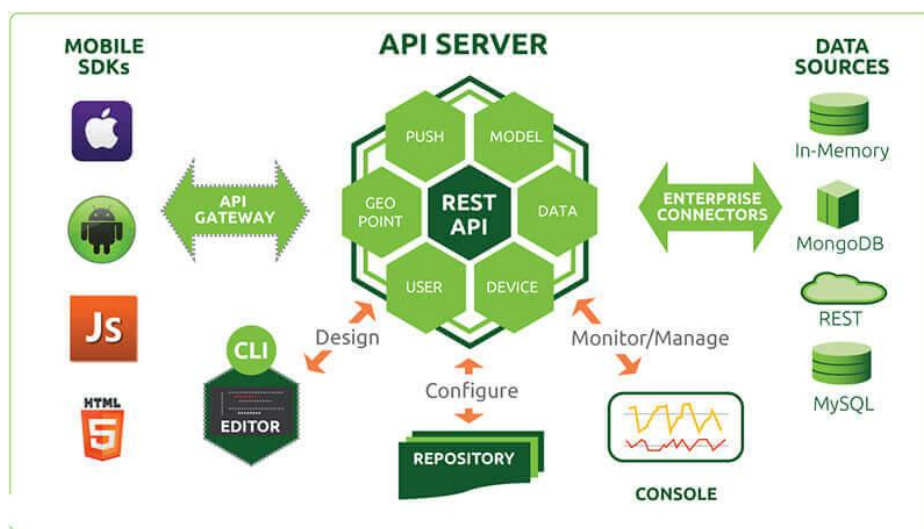 MOBILE
SDKs
API SERVER
DATA
SOURCES
PUSH
MODEL
In-Memory
API
GATEWAY
GEO
POINT
REST
API
DATA
ENTERPRISE
CONNECTORS
MongoDB
USER
DEVICE
JS
Design
Monitor/Manage
REST
CLI
Configure
HTML
5
EDITOR
REPOSITORY
MySQL
CONSOLE